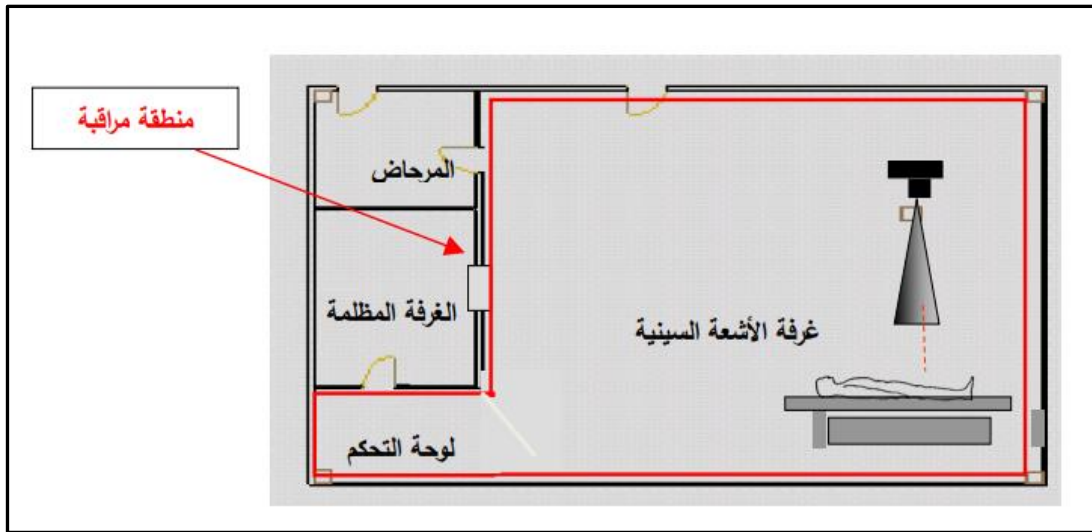 منطقة مراقبة
المرحاض
الغرفة المظلمة
غرفة الأشعة السينية
لوحة التحكم